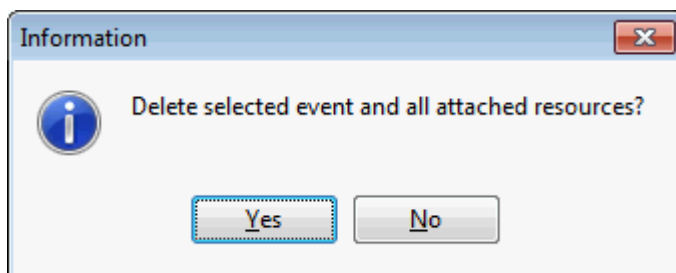 Information
Delete selected event and all attached resources?
Yes
No